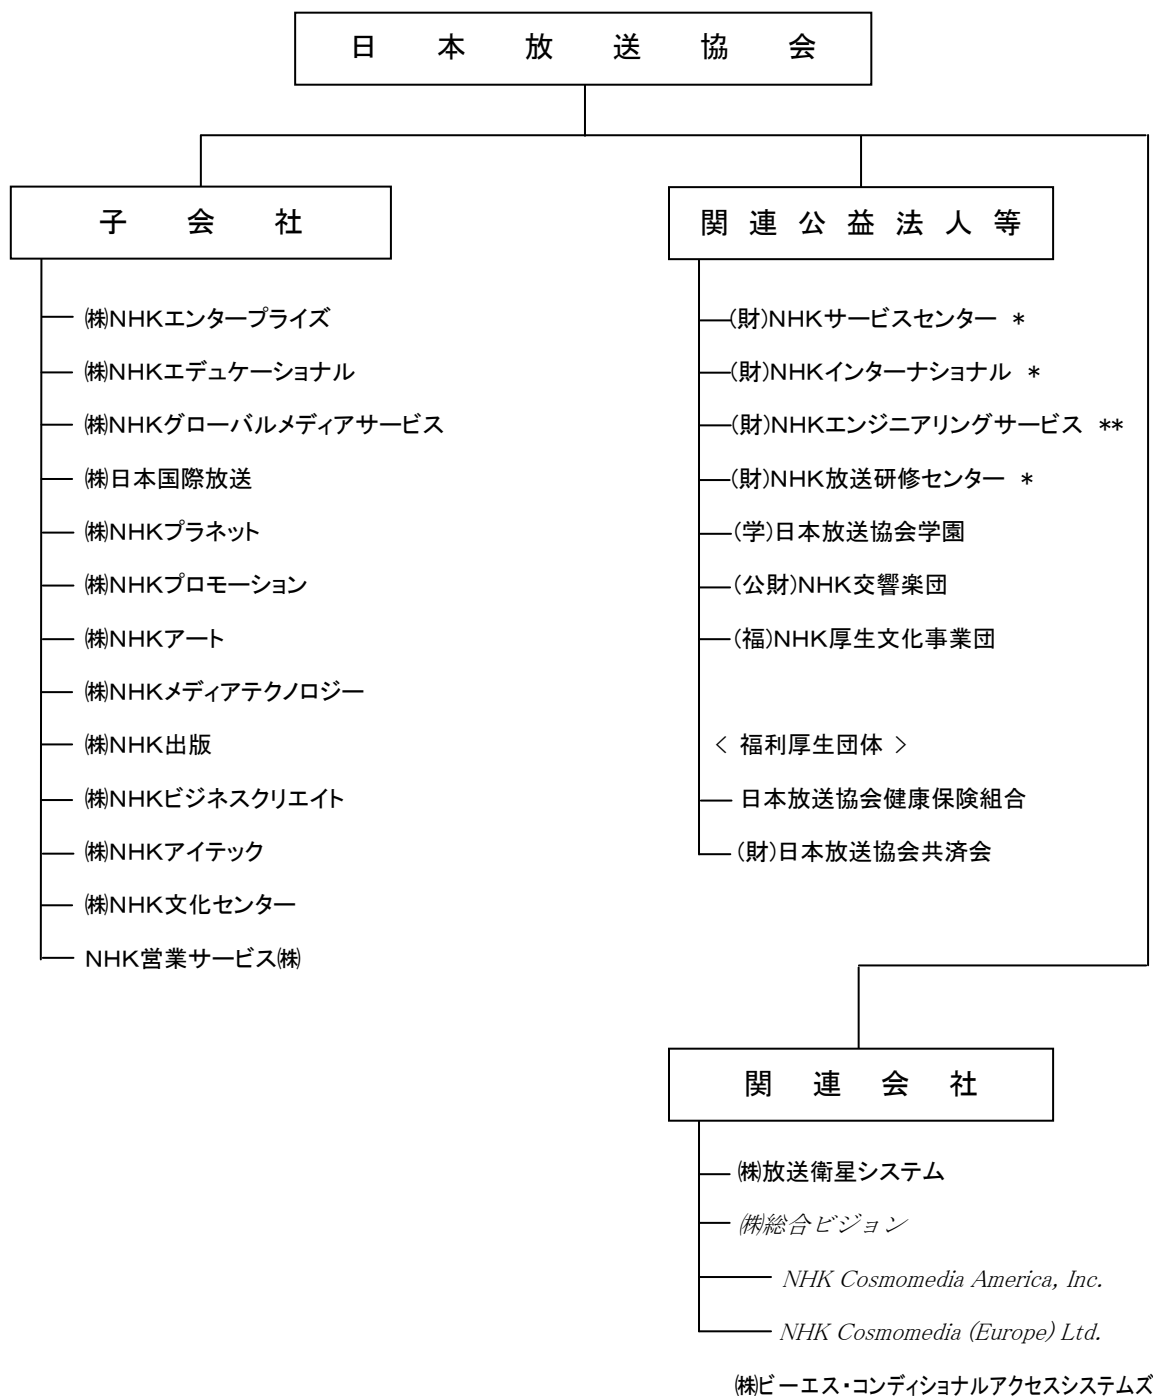 日本放送協会
子会社
㈱NHKエンタープライズ
㈱NHKエデュケーショナル
㈱NHKグローバルメディアサービス
㈱日本国際放送
㈱NHKプラネット
㈱NHKプロモーション
㈱NHKアート
㈱NHKメディアテクノロジー
㈱NHK出版
㈱NHKビジネスクリエイト
㈱NHKアイテック
㈱NHK文化センター
NHK営業サービス㈱
関連公益法人等
(財)NHKサービスセンター *
(財)NHKインターナショナル *
(財)NHKエンジニアリングサービス **
(財)NHK放送研修センター *
(学)日本放送協会学園
(公財)NHK交響楽団
(福)NHK厚生文化事業団
< 福利厚生団体 >
日本放送協会健康保険組合
(財)日本放送協会共済会
関連会社
㈱放送衛星システム
㈱総合ビジョン
NHK Cosmomedia America, Inc.
NHK Cosmomedia (Europe) Ltd.
㈱ビーエス・コンディショナルアクセスシステムズ